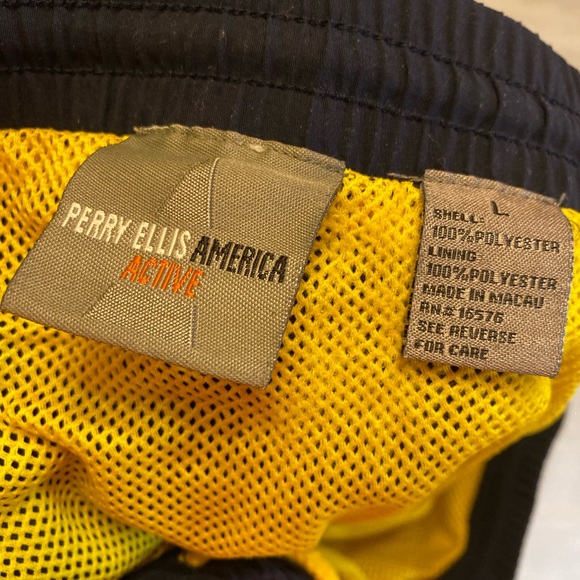 PERRY ELLIS AMERICA
ACTIVE
L
SHELL:
100%POLYESTER
LINING:
100%POLYESTER
MADE IN MACAU
RN#16576
SEE REVERSE
FOR CARE